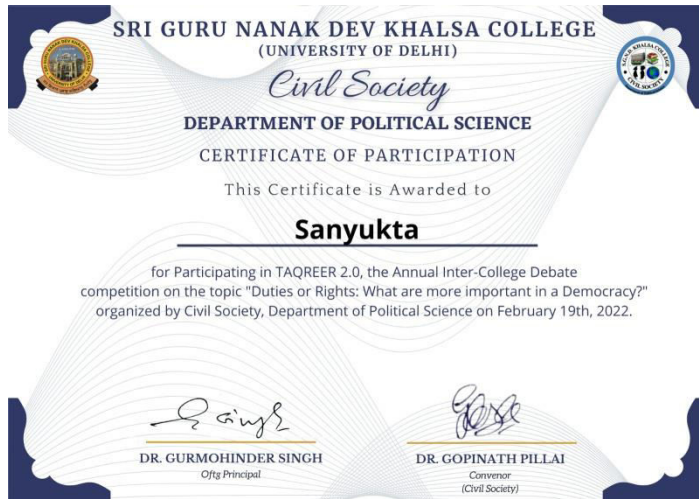 SRI GURU NANAK DEV KHALSA COLLEGE
(UNIVERSITY OF DELHI)
Civil Society
DEPARTMENT OF POLITICAL SCIENCE
CERTIFICATE OF PARTICIPATION
This Certificate is Awarded to
Sanyukta
for Participating in TAQREER 2.0, the Annual Inter-College Debate
competition on the topic "Duties or Rights: What are more important in a Democracy?"
organized by Civil Society, Department of Political Science on February 19th, 2022.
DR. GURMOHINDER SINGH
Oftg Principal
DR. GOPINATH PILLAI
Convenor
(Civil Society)